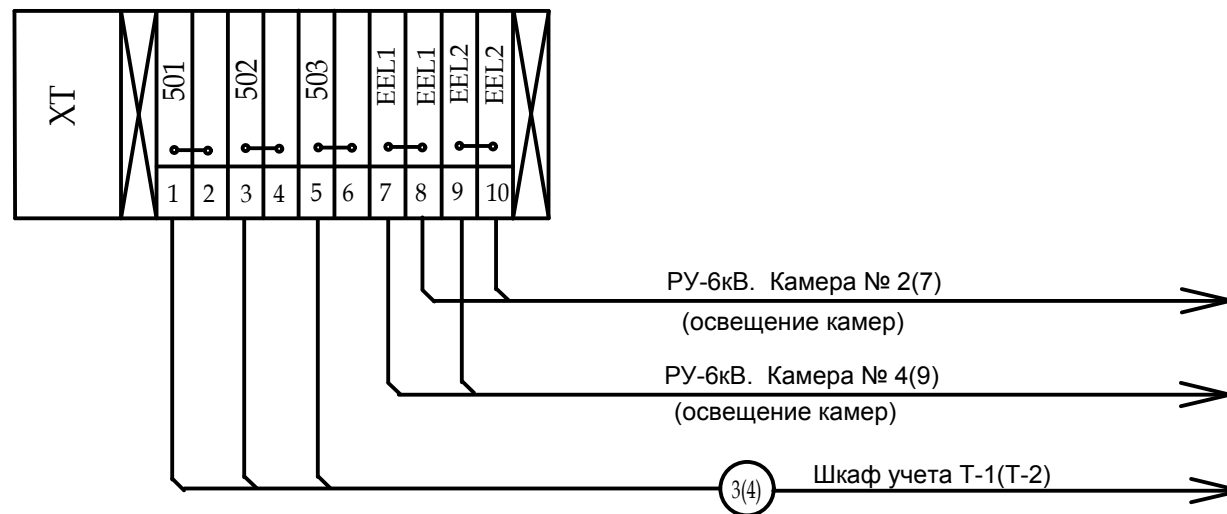 XT
501
502
503
EEL1
EEL1
EEL2
EEL2
1 2 3 4 5 6 7 8 9 10
РУ-6кВ. Камера № 2(7)
(освещение камер)
РУ-6кВ. Камера № 4(9)
(освещение камер)
3(4)
Шкаф учета Т-1(Т-2)